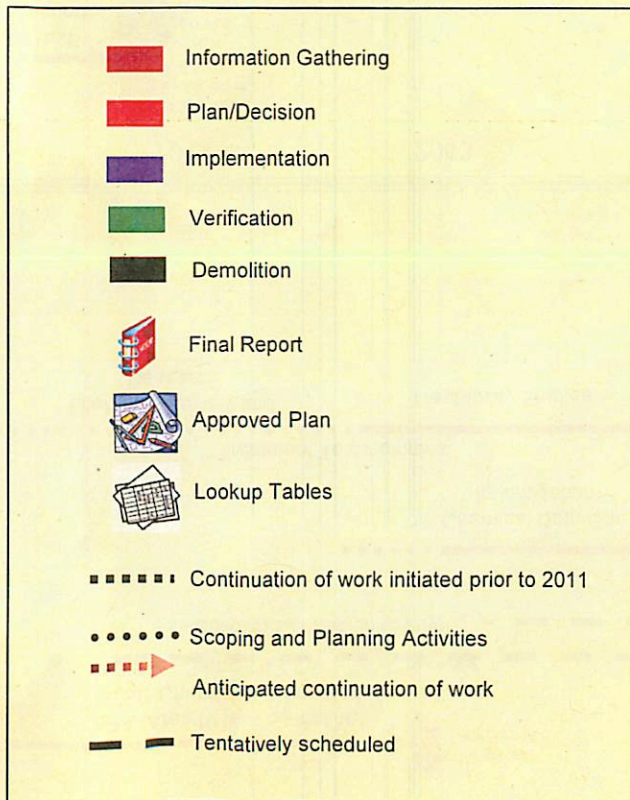 Information Gathering
Plan/Decision
Implementation
Verification
Demolition
Final Report
Approved Plan
Lookup Tables
Continuation of work initiated prior to 2011
Scoping and Planning Activities
Anticipated continuation of work
Tentatively scheduled